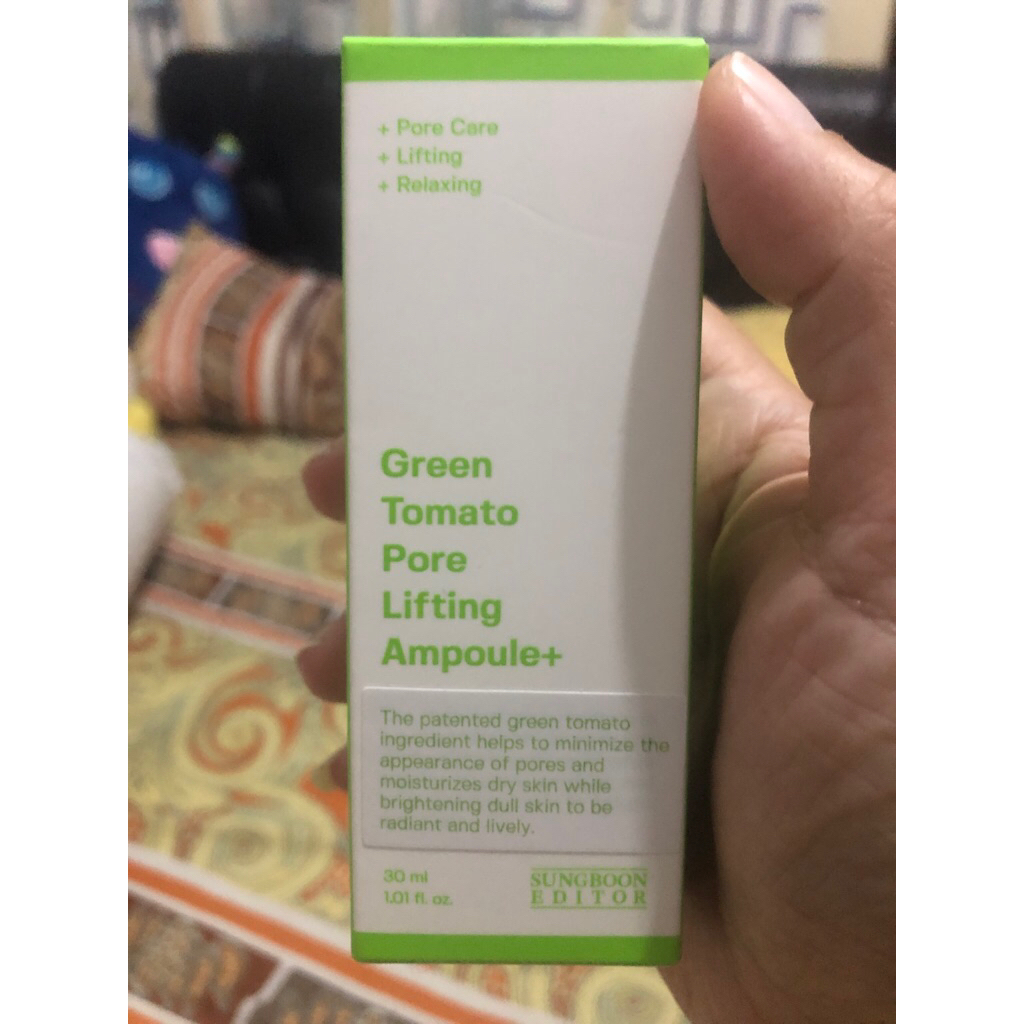 + Pore Care
+ Lifting
+ Relaxing
Green
Tomato
Pore
Lifting
Ampoule+
The patented green tomato
ingredient helps to minimize the
appearance of pores and
moisturizes dry skin while
brightening dull skin to be
radiant and lively.
30 ml
1.01 fl. oz.
SUNGBOON
EDITOR